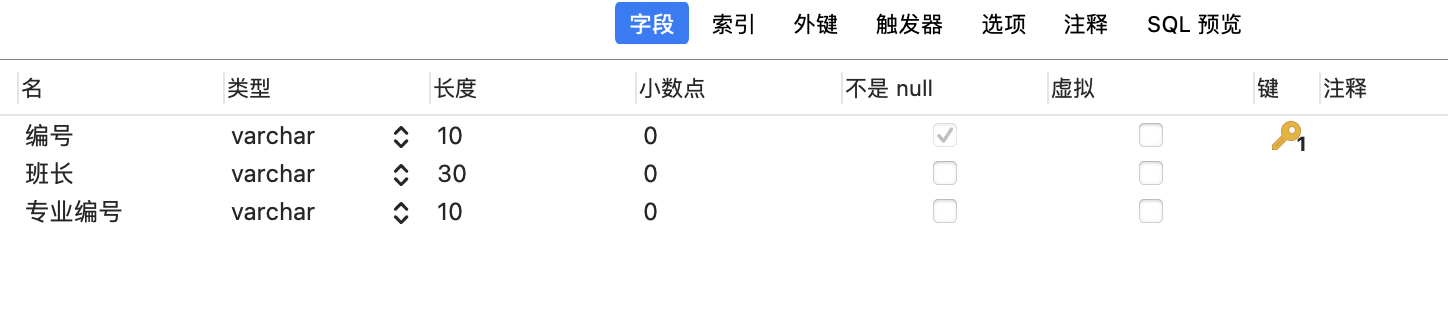 字段 索引 外键 触发器 选项 注释 SQL 预览
名 类型 长度 小数点 不是 null 虚拟 键 注释
编号 varchar 10 0 1
班长 varchar 30 0
专业编号 varchar 10 0